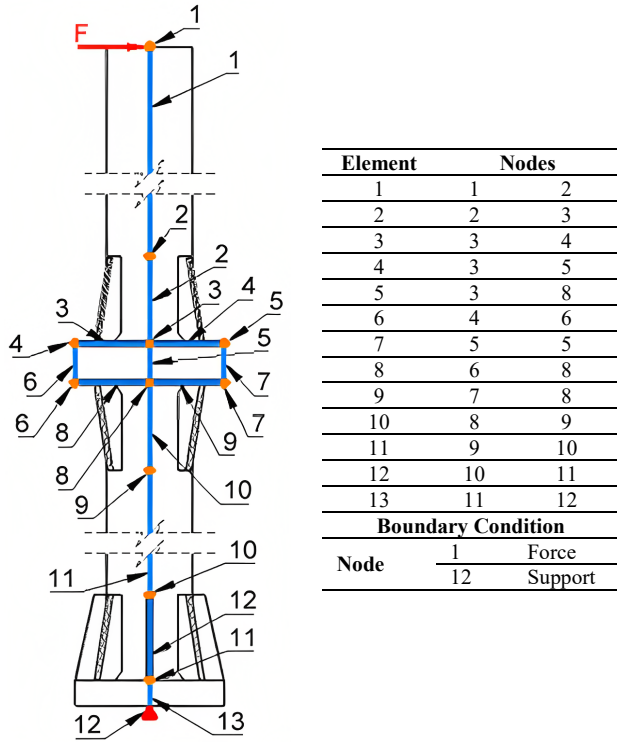 1
F
1
2
2
3
4
3
5
4
5
6
7
6
7
8
9
8
10
9
10
11
12
11
12
13
Element Nodes
1 1 2
2 2 3
3 3 4
4 3 5
5 3 8
6 4 6
7 5 5
8 6 8
9 7 8
10 8 9
11 9 10
12 10 11
13 11 12
Boundary Condition
Node
1 Force
12 Support